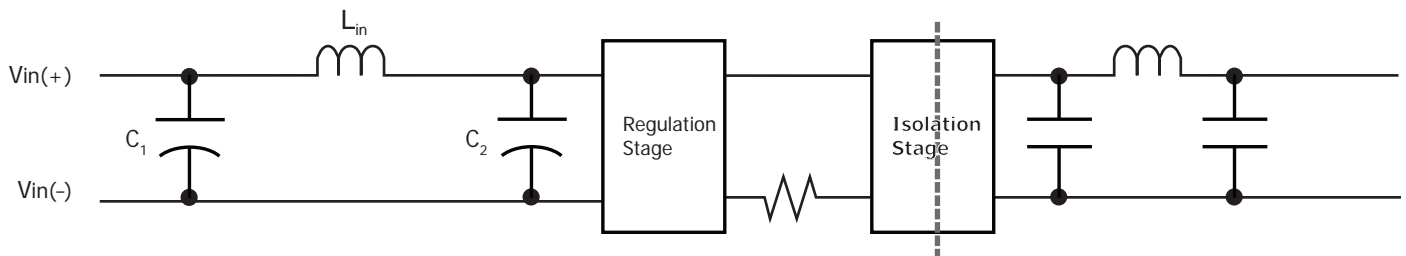 L_in
Vin(+)
C_1
C_2
Regulation
Stage
Isolation
Stage
Vin(–)